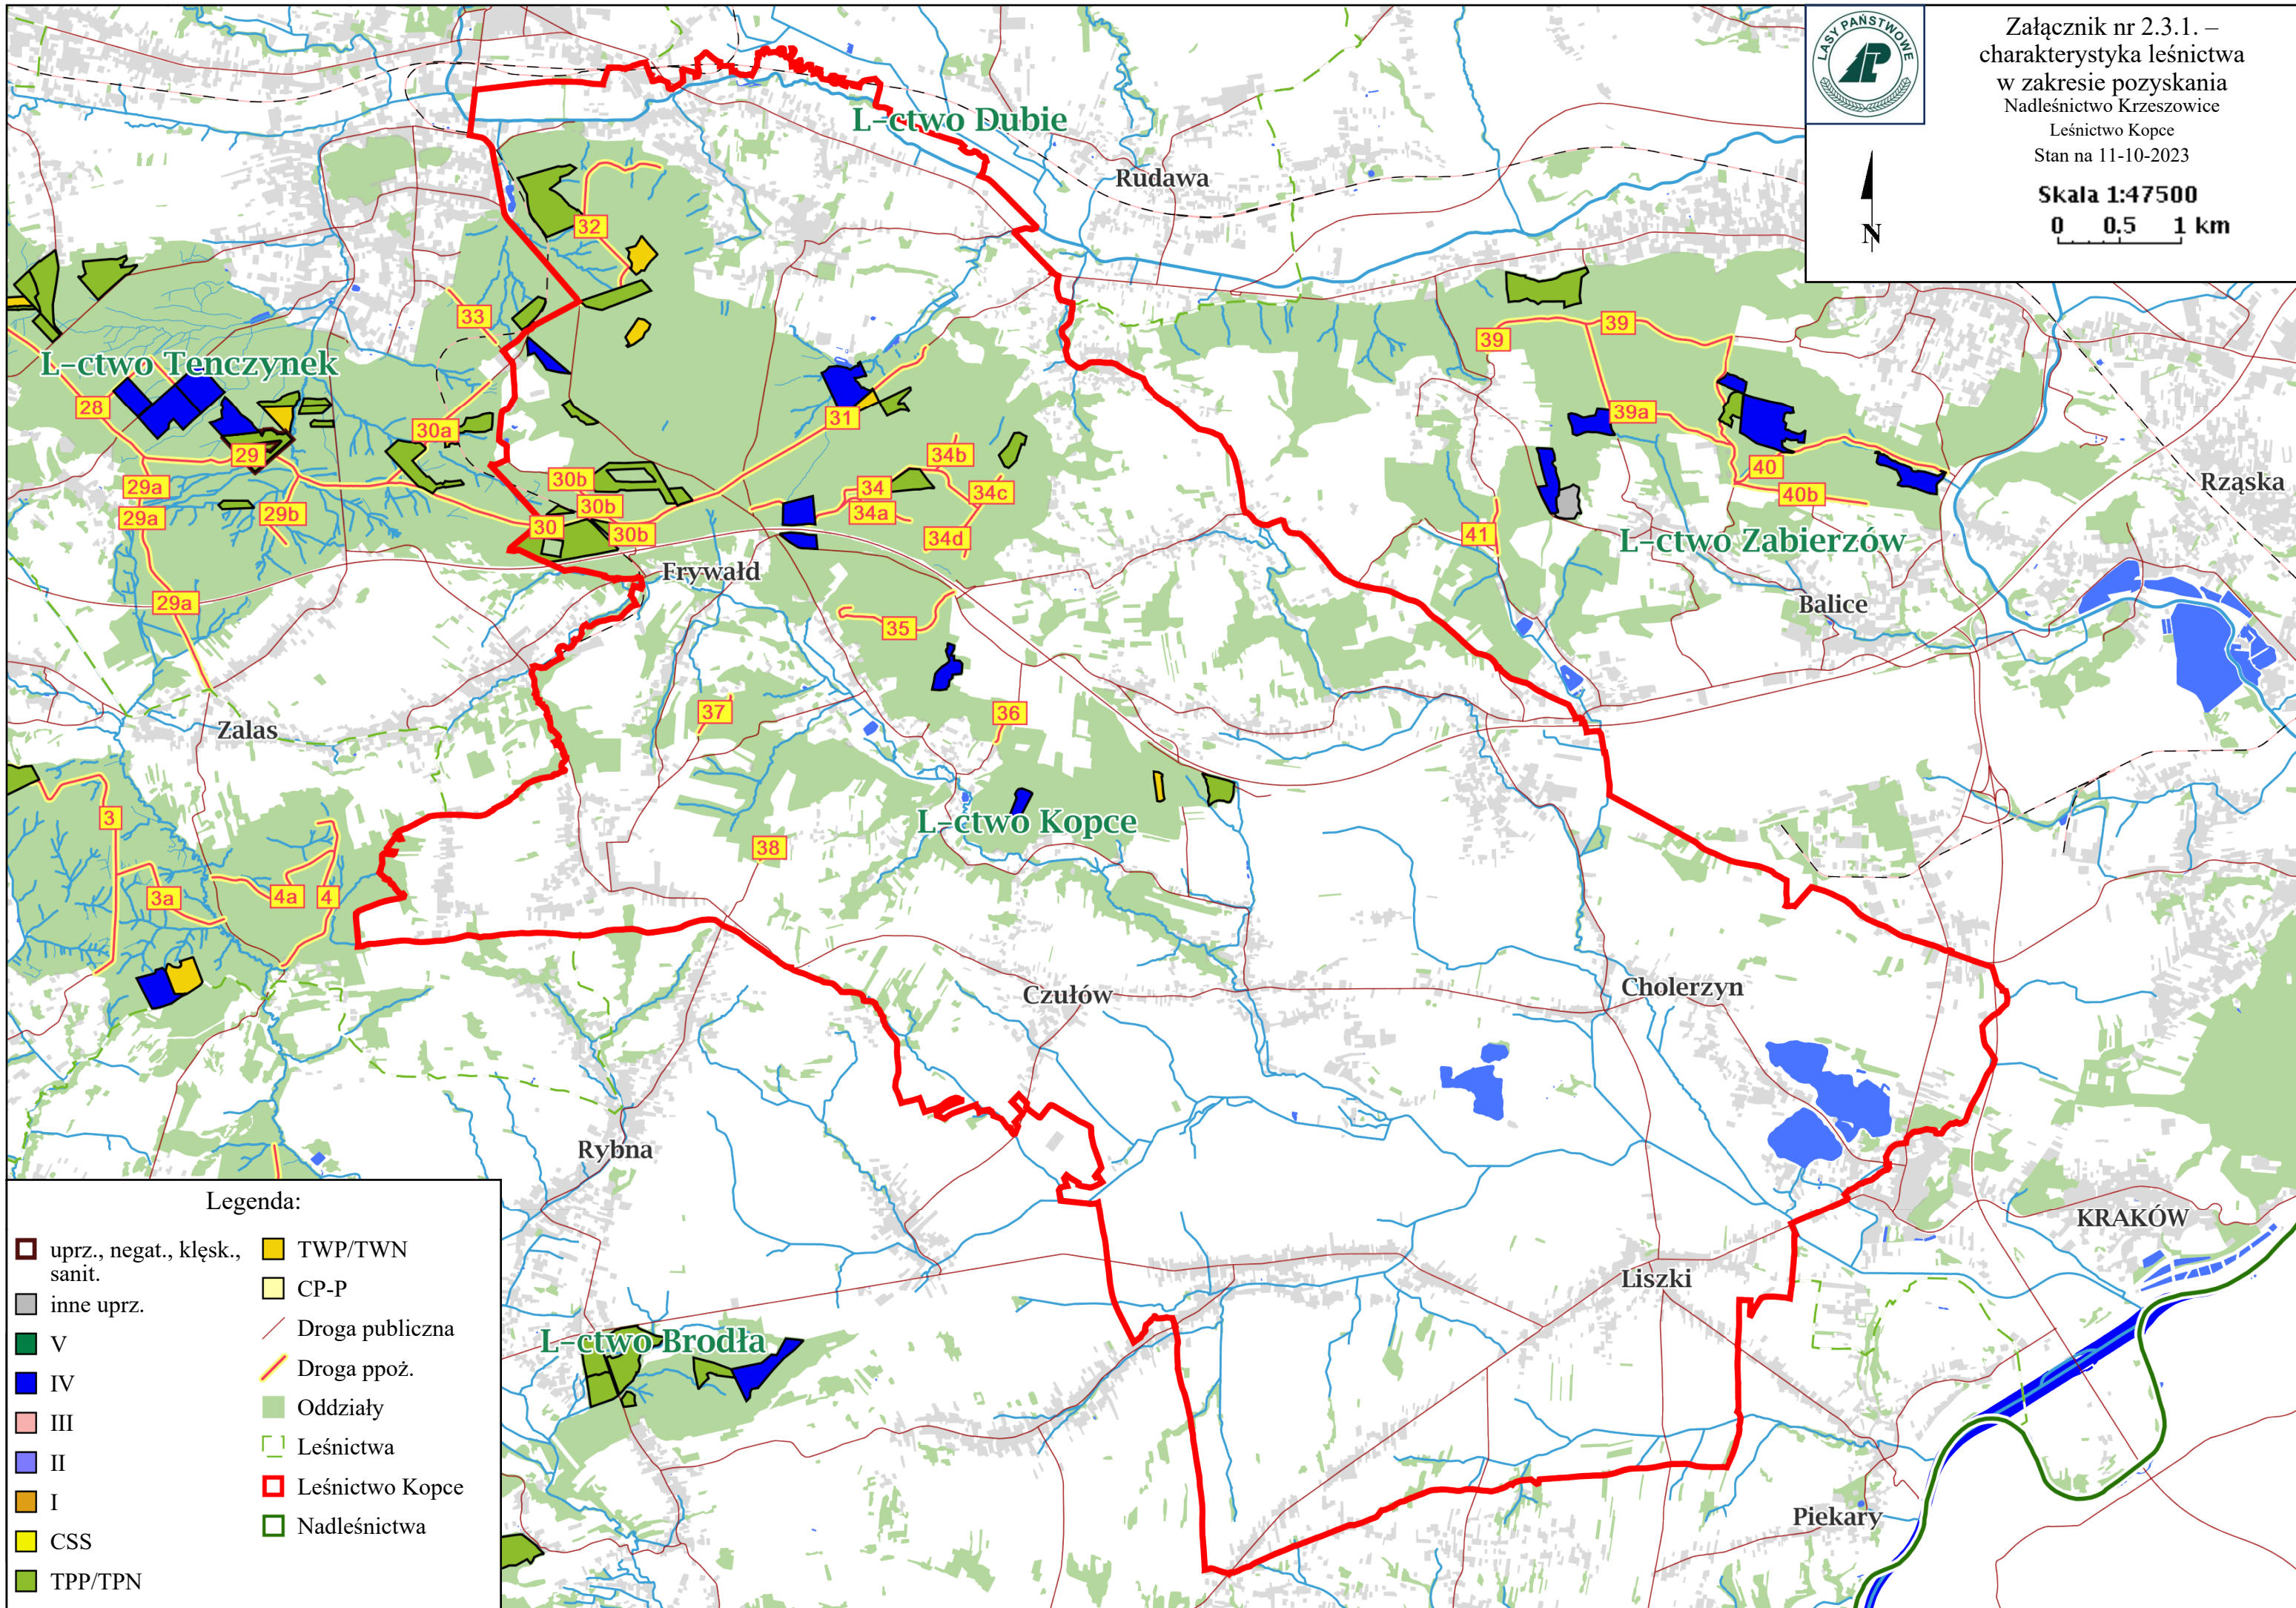 LASY PAŃSTWOWE
Załącznik nr 2.3.1. –
charakterystyka leśnictwa
w zakresie pozyskania
Nadleśnictwo Krzeszowice
Leśnictwo Kopce
Stan na 11-10-2023
N
Skala 1:47500
0 0.5 1 km
L-ctwo Dubie
Rudawa
32
33
39
39
L-ctwo Tenczynek
28
31
39a
30a
29
34b
40
Rząska
30b
29a
34
34c
40b
30b
34a
29a
29b
30
30b
34d
41
L-ctwo Zabierzów
Frywałd
29a
Balice
35
37
36
Zalas
3
L-ctwo Kopce
38
3a
4a
4
Czułów
Cholerzyn
Rybna
KRAKÓW
Liszki
L-ctwo Brodła
Piekary
Legenda:
uprz., negat., klęsk.,
sanit.
inne uprz.
V
IV
III
II
I
CSS
TPP/TPN
TWP/TWN
CP-P
Droga publiczna
Droga ppoż.
Oddziały
Leśnictwa
Leśnictwo Kopce
Nadleśnictwa